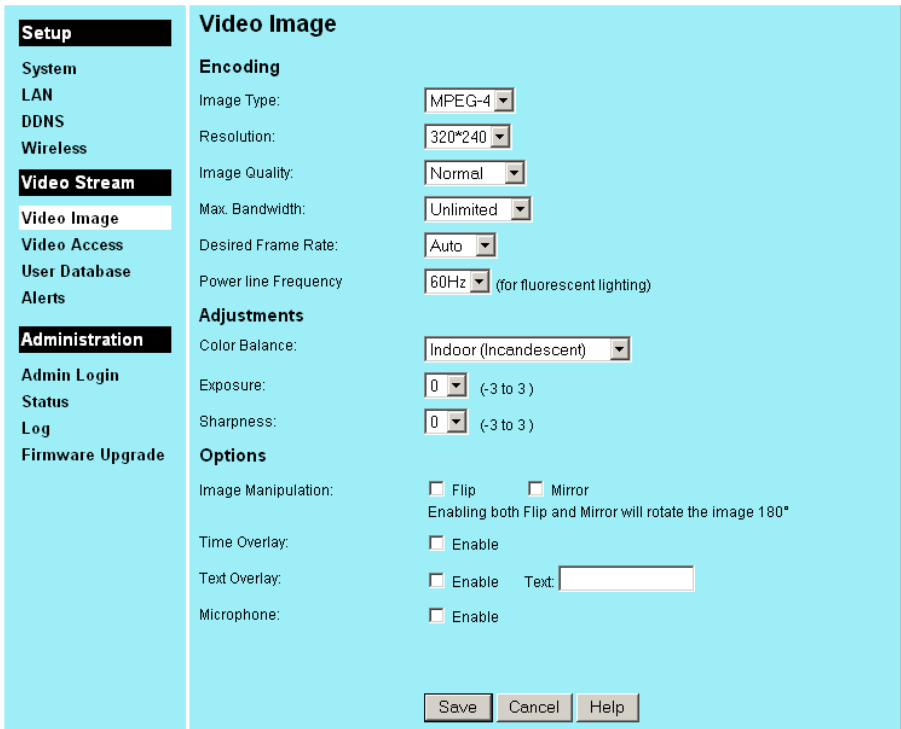 Setup
System
LAN
DDNS
Wireless
Video Stream
Video Image
Video Access
User Database
Alerts
Administration
Admin Login
Status
Log
Firmware Upgrade
Video Image
Encoding
Image Type: MPEG-4
Resolution: 320*240
Image Quality: Normal
Max. Bandwidth: Unlimited
Desired Frame Rate: Auto
Power line Frequency 60Hz (for fluorescent lighting)
Adjustments
Color Balance: Indoor (Incandescent)
Exposure: 0 (-3 to 3 )
Sharpness: 0 (-3 to 3 )
Options
Image Manipulation: Flip Mirror
Enabling both Flip and Mirror will rotate the image 180°
Time Overlay: Enable
Text Overlay: Enable Text:
Microphone: Enable
Save Cancel Help